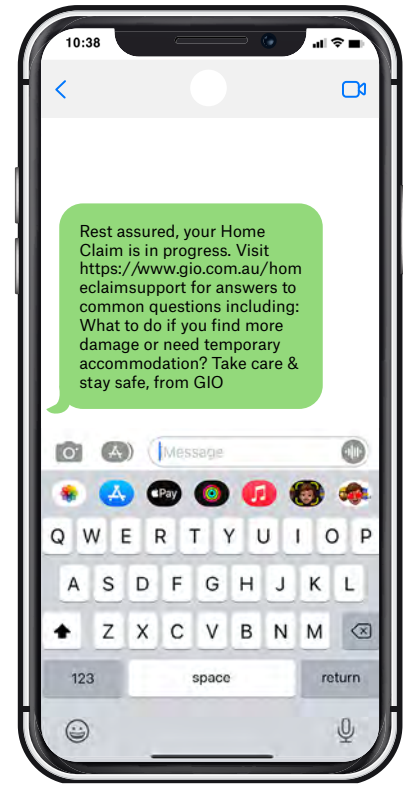 10:38
Rest assured, your Home
Claim is in progress. Visit
https://www.gio.com.au/hom
eclaimsupport for answers to
common questions including:
What to do if you find more
damage or need temporary
accommodation? Take care &
stay safe, from GIO
Message
Pay
Q W E R T Y U I O P
A S D F G H J K L
Z X C V B N M
123 space return